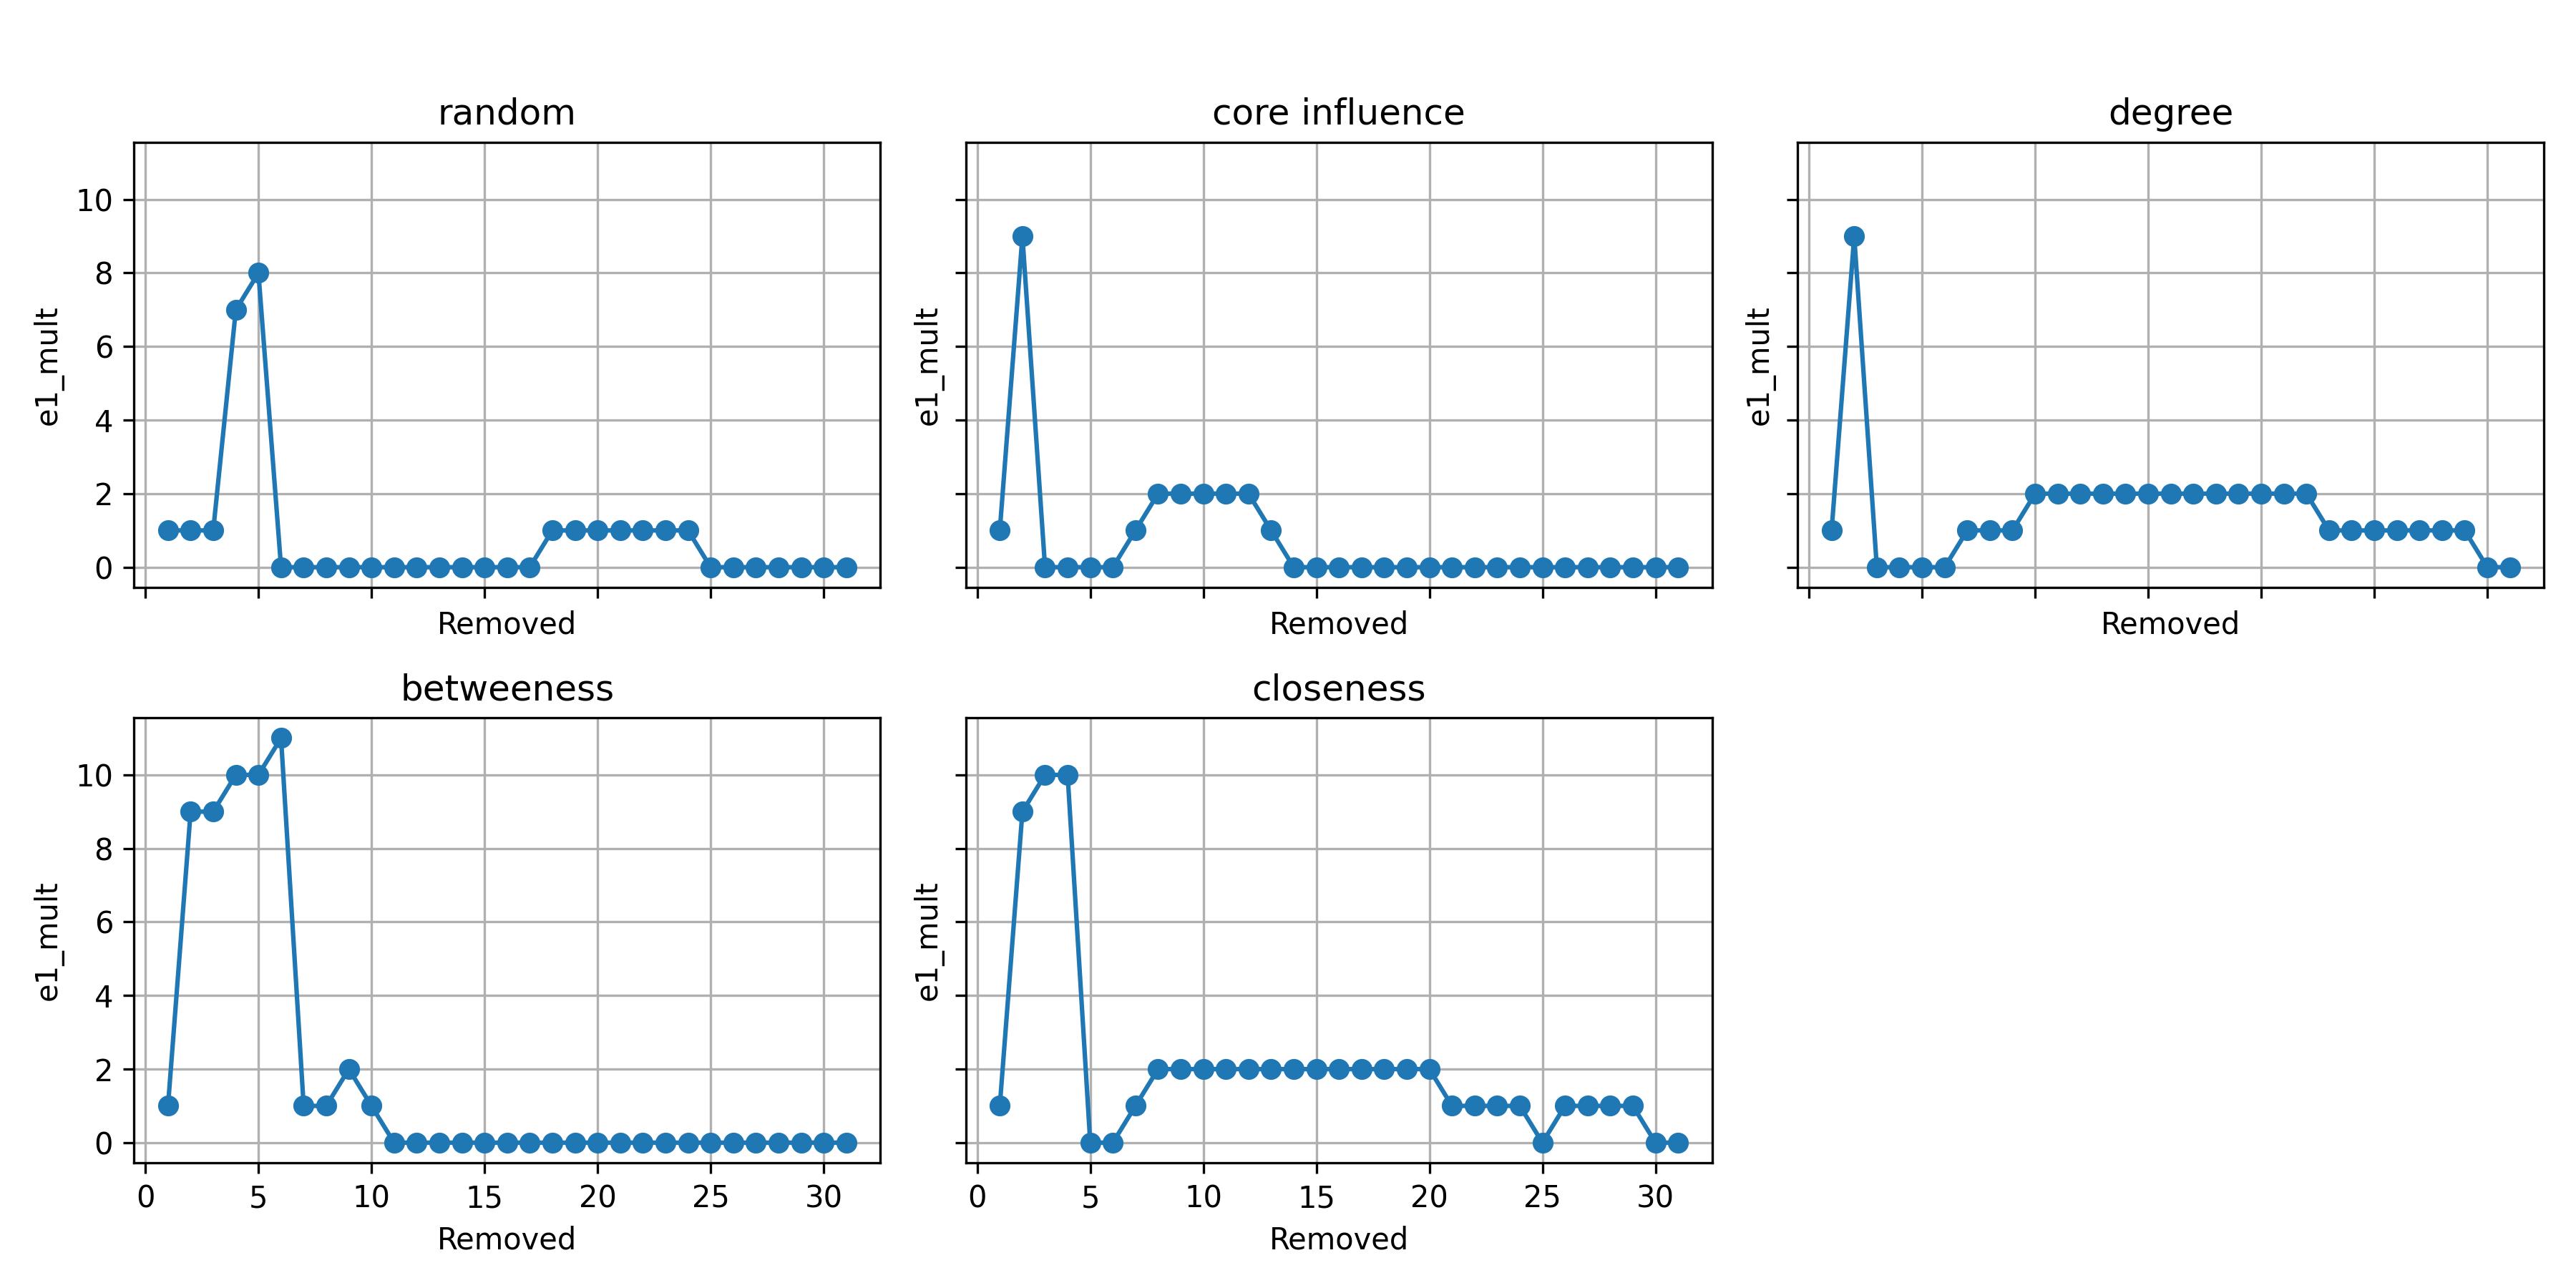 random
core influence
degree
10
8
6
4
2
0
e1_mult
e1_mult
e1_mult
Removed
Removed
Removed
betweeness
closeness
10
8
6
4
2
0
e1_mult
e1_mult
0 5 10 15 20 25 30
0 5 10 15 20 25 30
Removed
Removed